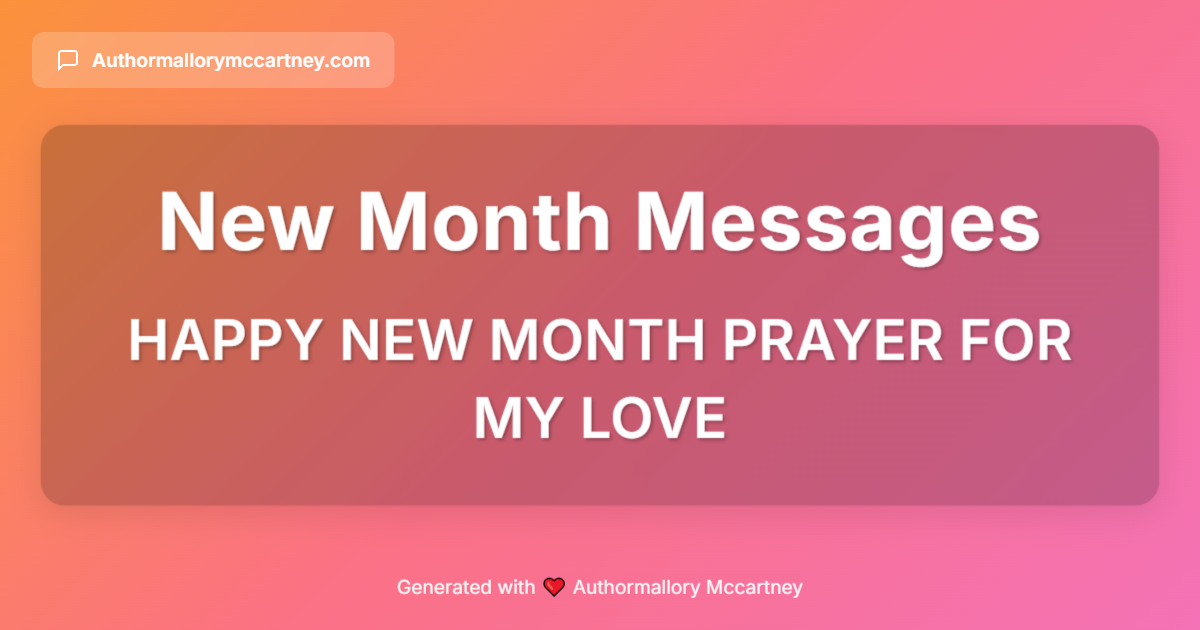 Authormallorymccartney.com
New Month Messages
HAPPY NEW MONTH PRAYER FOR
MY LOVE
Generated with ❤️ Authormallory Mccartney